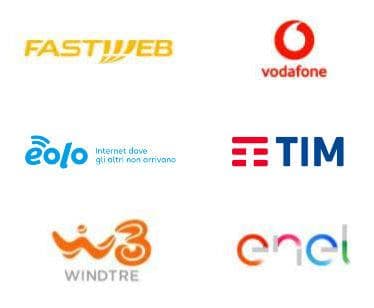 FASTWEB
vodafone
eolo
Internet dove
gli altri non arrivano
TIM
WINDTRE
enel